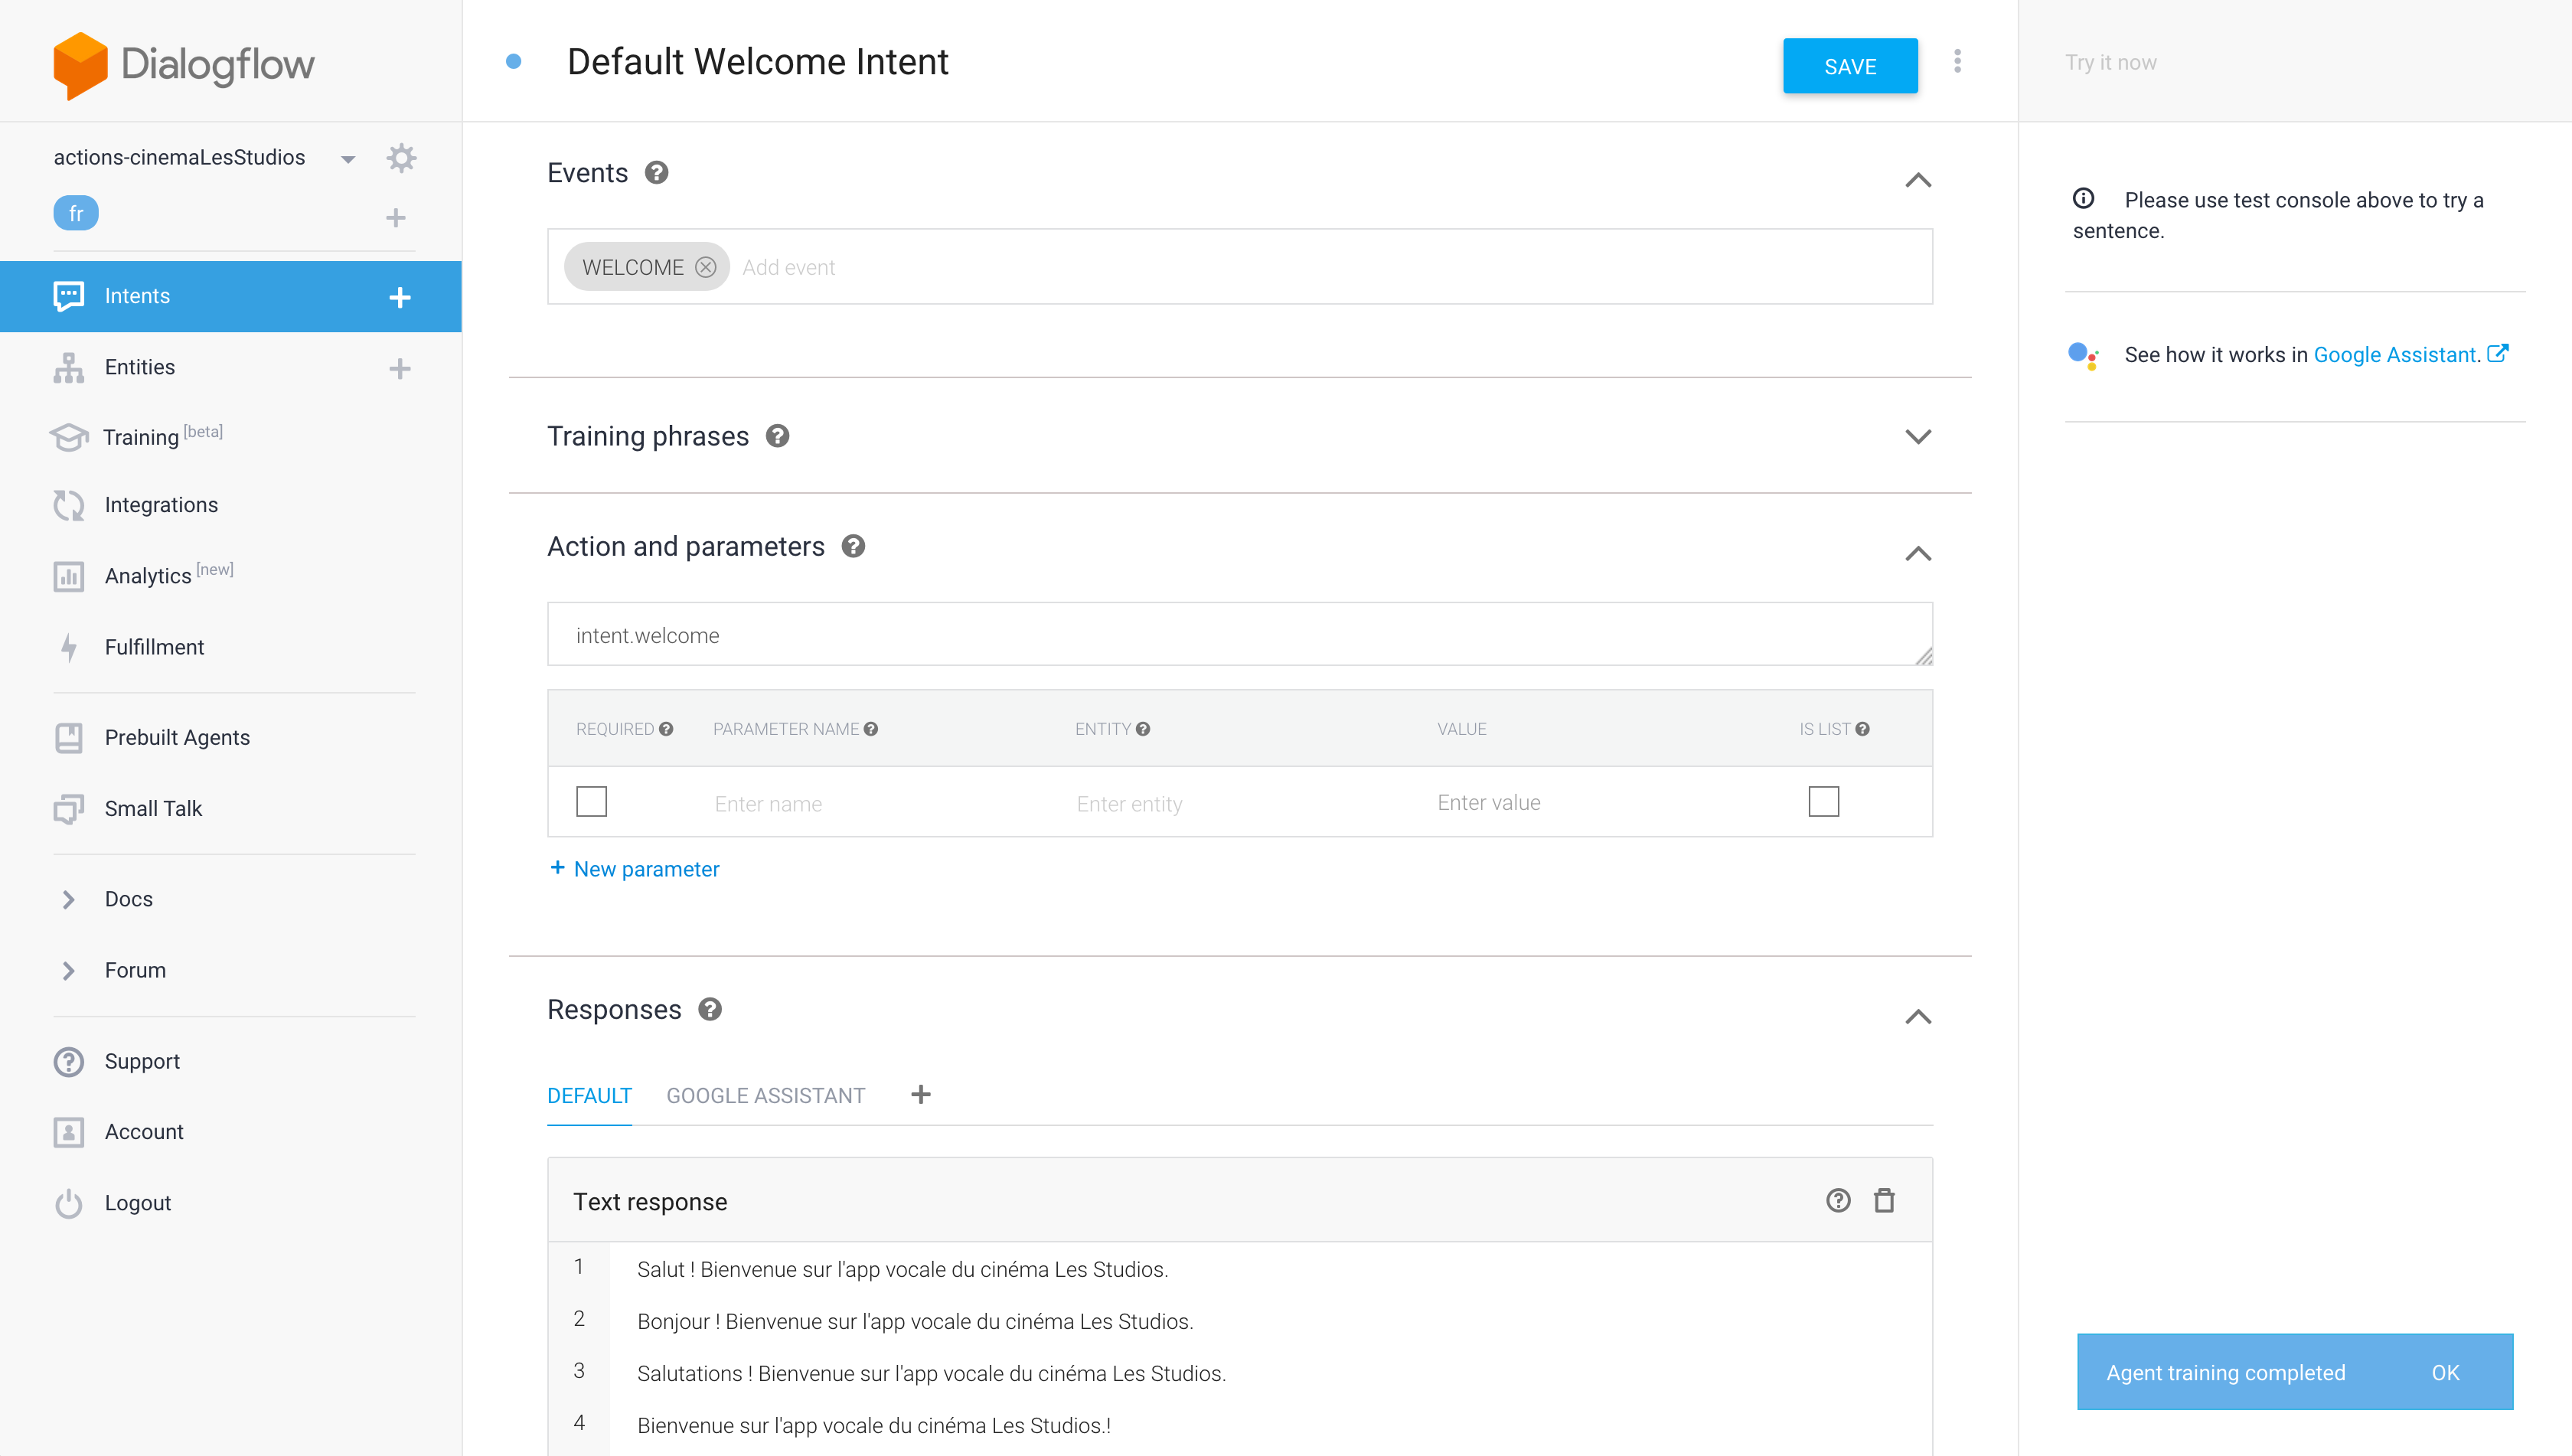 Dialogflow
actions-cinemaLesStudios
fr
Intents
Entities
Training [beta]
Integrations
Analytics [new]
Fulfillment
Prebuilt Agents
Small Talk
Docs
Forum
Support
Account
Logout
Default Welcome Intent
SAVE
Events
WELCOME Add event
Training phrases
Action and parameters
intent.welcome
REQUIRED PARAMETER NAME ENTITY VALUE IS LIST
Enter name Enter entity Enter value
+ New parameter
Responses
DEFAULT GOOGLE ASSISTANT
Text response
1 Salut ! Bienvenue sur l'app vocale du cinéma Les Studios.
2 Bonjour ! Bienvenue sur l'app vocale du cinéma Les Studios.
3 Salutations ! Bienvenue sur l'app vocale du cinéma Les Studios.
4 Bienvenue sur l'app vocale du cinéma Les Studios.!
Try it now
Please use test console above to try a
sentence.
See how it works in Google Assistant.
Agent training completed OK